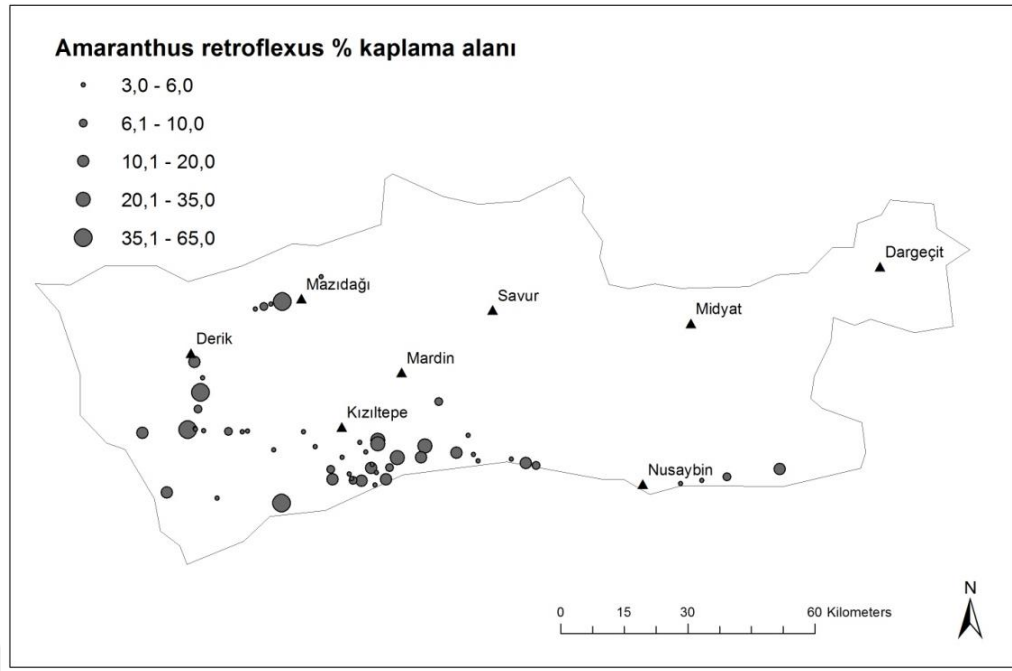 Amaranthus retroflexus % kaplama alanı
3,0 - 6,0
6,1 - 10,0
10,1 - 20,0
20,1 - 35,0
35,1 - 65,0
Dargeçit
Mazıdağı
Savur
Midyat
Derik
Mardin
Kızıltepe
Nusaybin
N
0 15 30 60 Kilometers